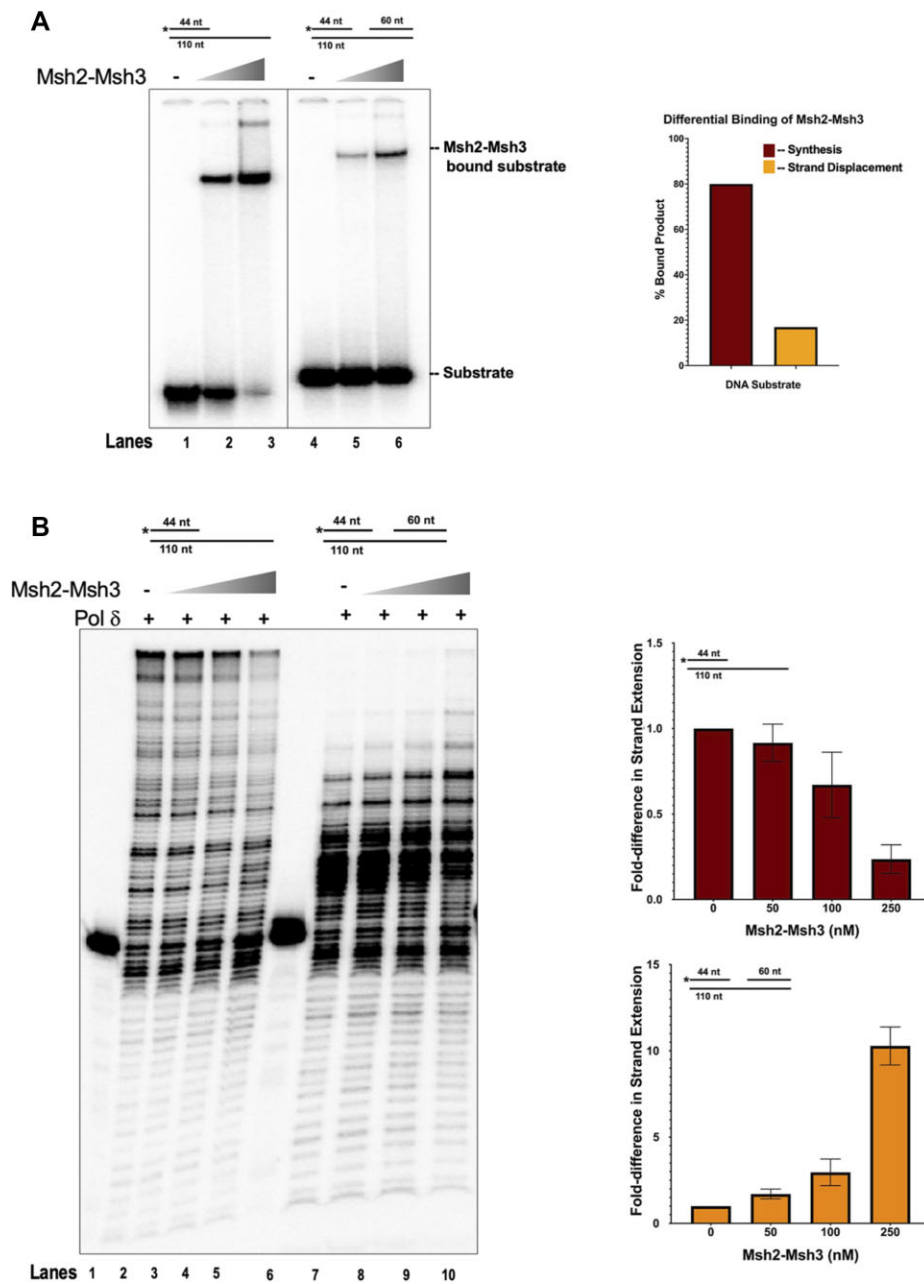 A
44 nt
*
110 nt
44 nt 60 nt
*
110 nt
Msh2-Msh3 - -
-- Msh2-Msh3
bound substrate
-- Substrate
Lanes 1 2 3 4 5 6
Differential Binding of Msh2-Msh3
-- Synthesis
-- Strand Displacement
% Bound Product
100
80
60
40
20
0
DNA Substrate
B
44 nt
*
110 nt
44 nt 60 nt
*
110 nt
Msh2-Msh3 - -
Pol δ + + + + + + + +
Lanes 1 2 3 4 5 6 7 8 9 10
Fold-difference in Strand Extension
1.5
1.0
0.5
0.0
44 nt
*
110 nt
0 50 100 250
Msh2-Msh3 (nM)
Fold-difference in Strand Extension
15
10
5
0
44 nt 60 nt
*
110 nt
0 50 100 250
Msh2-Msh3 (nM)